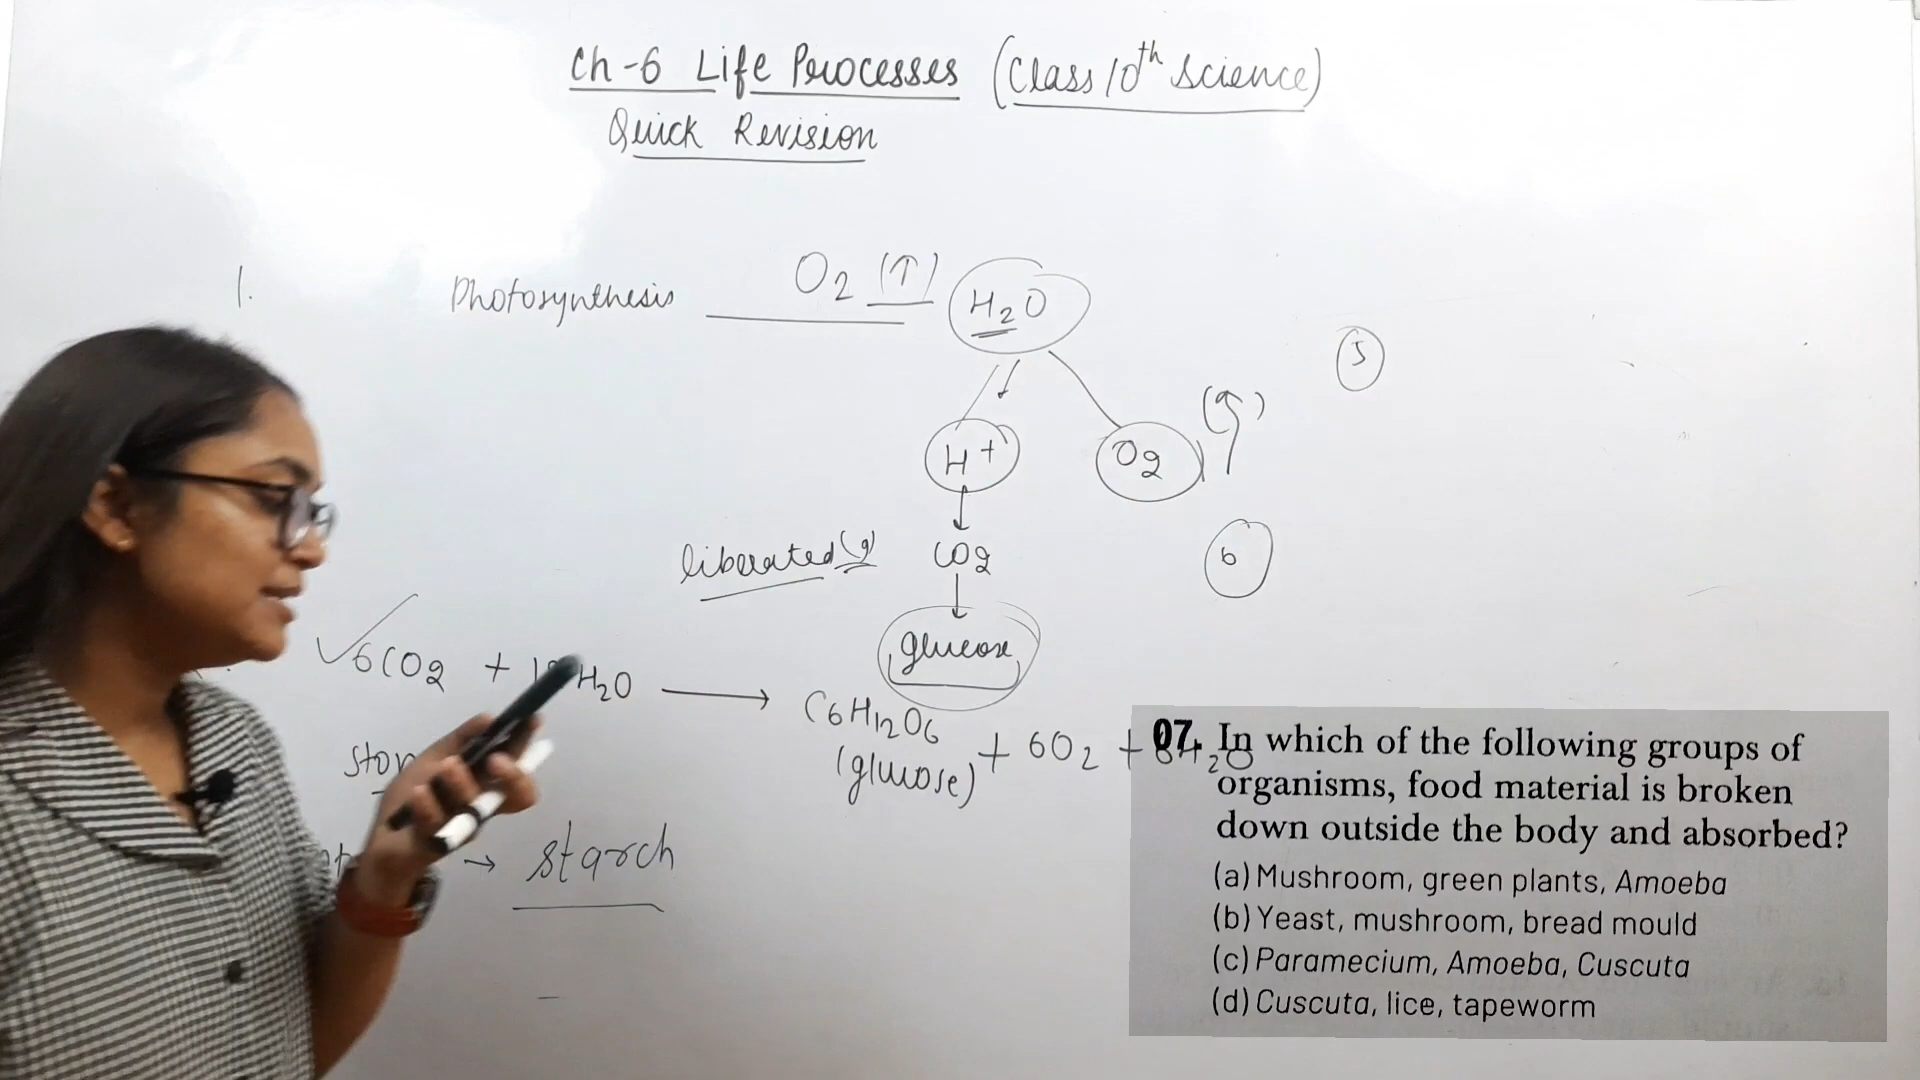 Ch-6 Life Processes (Class 10th Science)
Quick Revision
1.
Photosynthesis
O2 (↑)
H2O
5
H+
O2
(↑)
liberated (g)
CO2
6
glucose
✓6CO2 + H2O → C6H12O6 + 6O2 +
(glucose)
→ starch
07. In which of the following groups of
organisms, food material is broken
down outside the body and absorbed?
(a) Mushroom, green plants, Amoeba
(b) Yeast, mushroom, bread mould
(c) Paramecium, Amoeba, Cuscuta
(d) Cuscuta, lice, tapeworm